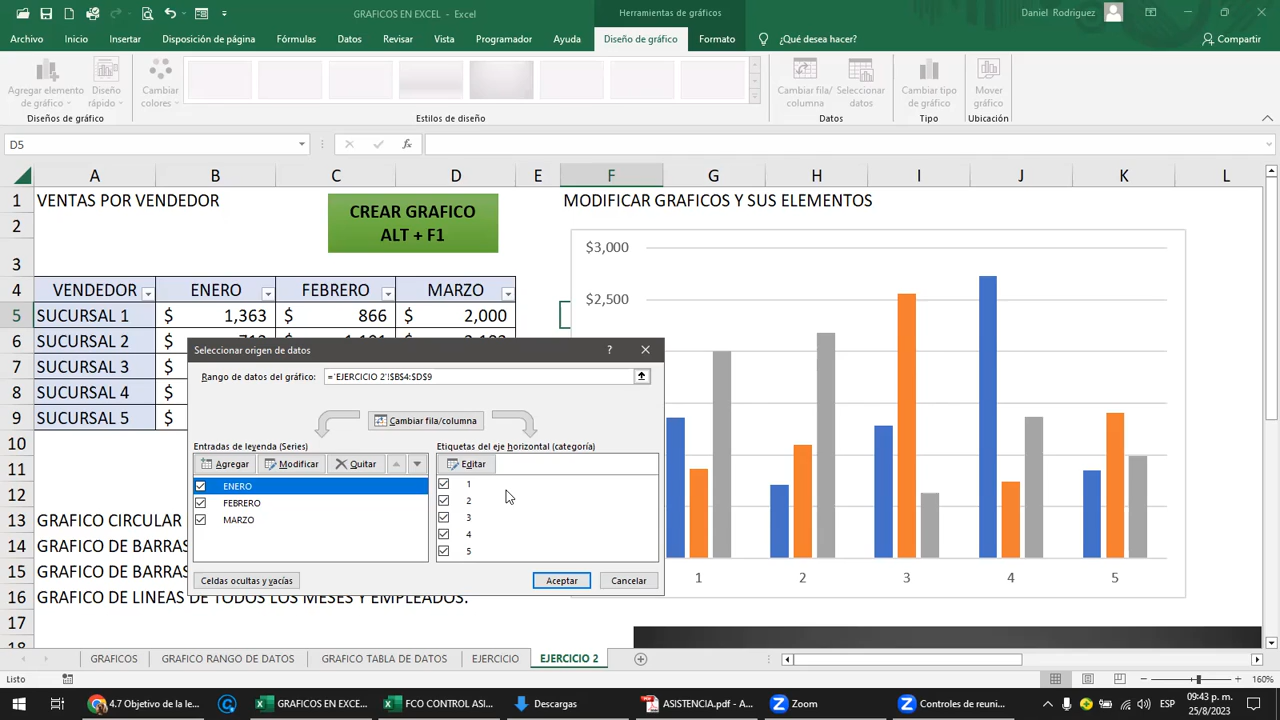 GRAFICOS EN EXCEL - Excel
Herramientas de gráficos
Daniel Rodriguez
Archivo Inicio Insertar Disposición de página Fórmulas Datos Revisar Vista Programador Ayuda Diseño de gráfico Formato ¿Qué desea hacer? Compartir
Agregar elemento de gráfico
Diseño rápido
Cambiar colores
Cambiar fila/ columna
Seleccionar datos
Cambiar tipo de gráfico
Mover gráfico
Diseños de gráfico Estilos de diseño Datos Tipo Ubicación
D5
A B C D E F G H I J K L
1 VENTAS POR VENDEDOR MODIFICAR GRAFICOS Y SUS ELEMENTOS
2
3
CREAR GRAFICO
ALT + F1
$3,000
4 VENDEDOR ENERO FEBRERO MARZO
$2,500
5 SUCURSAL 1 $ 1,363 $ 866 $ 2,000
6 SUCURSAL 2 $
7 SUCURSAL 3 $
8 SUCURSAL 4 $
9 SUCURSAL 5 $
10
11
12
13 GRAFICO CIRCULAR
14 GRAFICO DE BARRAS
15 GRAFICO DE BARRAS
16 GRAFICO DE LINEAS DE TODOS LOS MESES Y EMPLEADOS.
17
18
Seleccionar origen de datos ?
Rango de datos del gráfico: ='EJERCICIO 2'!$B$4:$D$9
Cambiar fila/columna
Entradas de leyenda (Series) Etiquetas del eje horizontal (categoría)
Agregar Modificar Quitar Editar
ENERO
FEBRERO
MARZO
1
2
3
4
5
Celdas ocultas y vacías Aceptar Cancelar
1 2 3 4 5
GRAFICOS GRAFICO RANGO DE DATOS GRAFICO TABLA DE DATOS EJERCICIO EJERCICIO 2
Listo 160%
4.7 Objetivo de la le... GRAFICOS EN EXCEL... FCO CONTROL ASI... Descargas ASISTENCIA.pdf - A... Zoom Controles de reuni... ESP
09:43 p. m.
25/8/2023